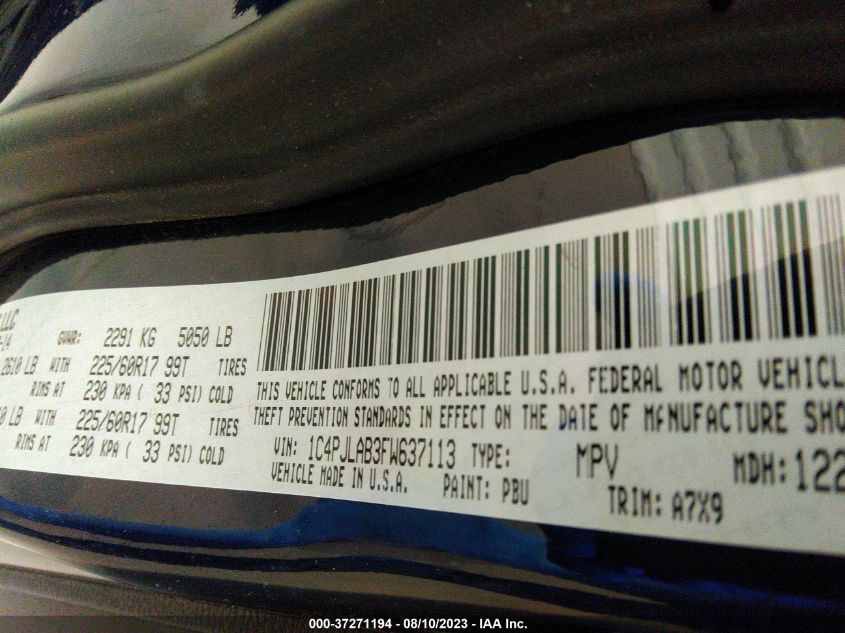 LLC
GVWR: 2291 KG 5050 LB
2610 LB WITH 225/60R17 99T TIRES
RIMS AT 230 KPA ( 33 PSI) COLD
LB WITH 225/60R17 99T TIRES
RIMS AT 230 KPA ( 33 PSI) COLD
THIS VEHICLE CONFORMS TO ALL APPLICABLE U.S.A. FEDERAL MOTOR VEHICL
THEFT PREVENTION STANDARDS IN EFFECT ON THE DATE OF MANUFACTURE SHO
VIN: 1C4PJLAB3FW637113 TYPE: MPV MDH: 122
VEHICLE MADE IN U.S.A. PAINT: PBU TRIM: A7X9
000-37271194 - 08/10/2023 - IAA Inc.